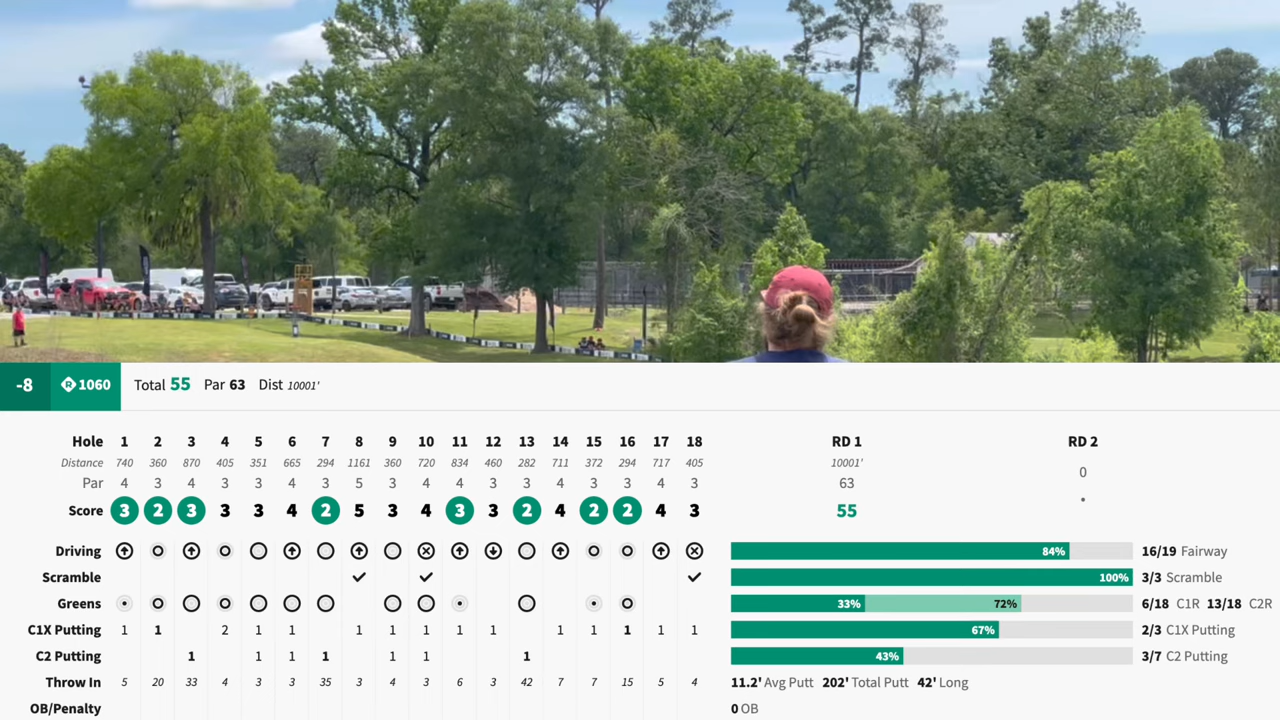 -8 R 1060 Total 55 Par 63 Dist 10001'
Hole 1 2 3 4 5 6 7 8 9 10 11 12 13 14 15 16 17 18 RD 1 RD 2
Distance 740 360 870 405 351 665 294 1161 360 720 834 460 282 711 372 294 717 405 10001' 0
Par 4 3 4 3 3 4 3 5 3 4 4 3 3 4 3 3 4 3 63
Score 3 2 3 3 3 4 2 5 3 4 3 3 2 4 2 2 4 3 55
Driving 84% 16/19 Fairway
Scramble 100% 3/3 Scramble
Greens 33% 72% 6/18 C1R 13/18 C2R
C1X Putting 1 1 2 1 1 1 1 1 1 1 1 1 1 1 1 67% 2/3 C1X Putting
C2 Putting 1 1 1 1 1 1 1 43% 3/7 C2 Putting
Throw In 5 20 33 4 3 3 35 3 4 3 6 3 42 7 7 15 5 4 11.2' Avg Putt 202' Total Putt 42' Long
OB/Penalty 0 OB